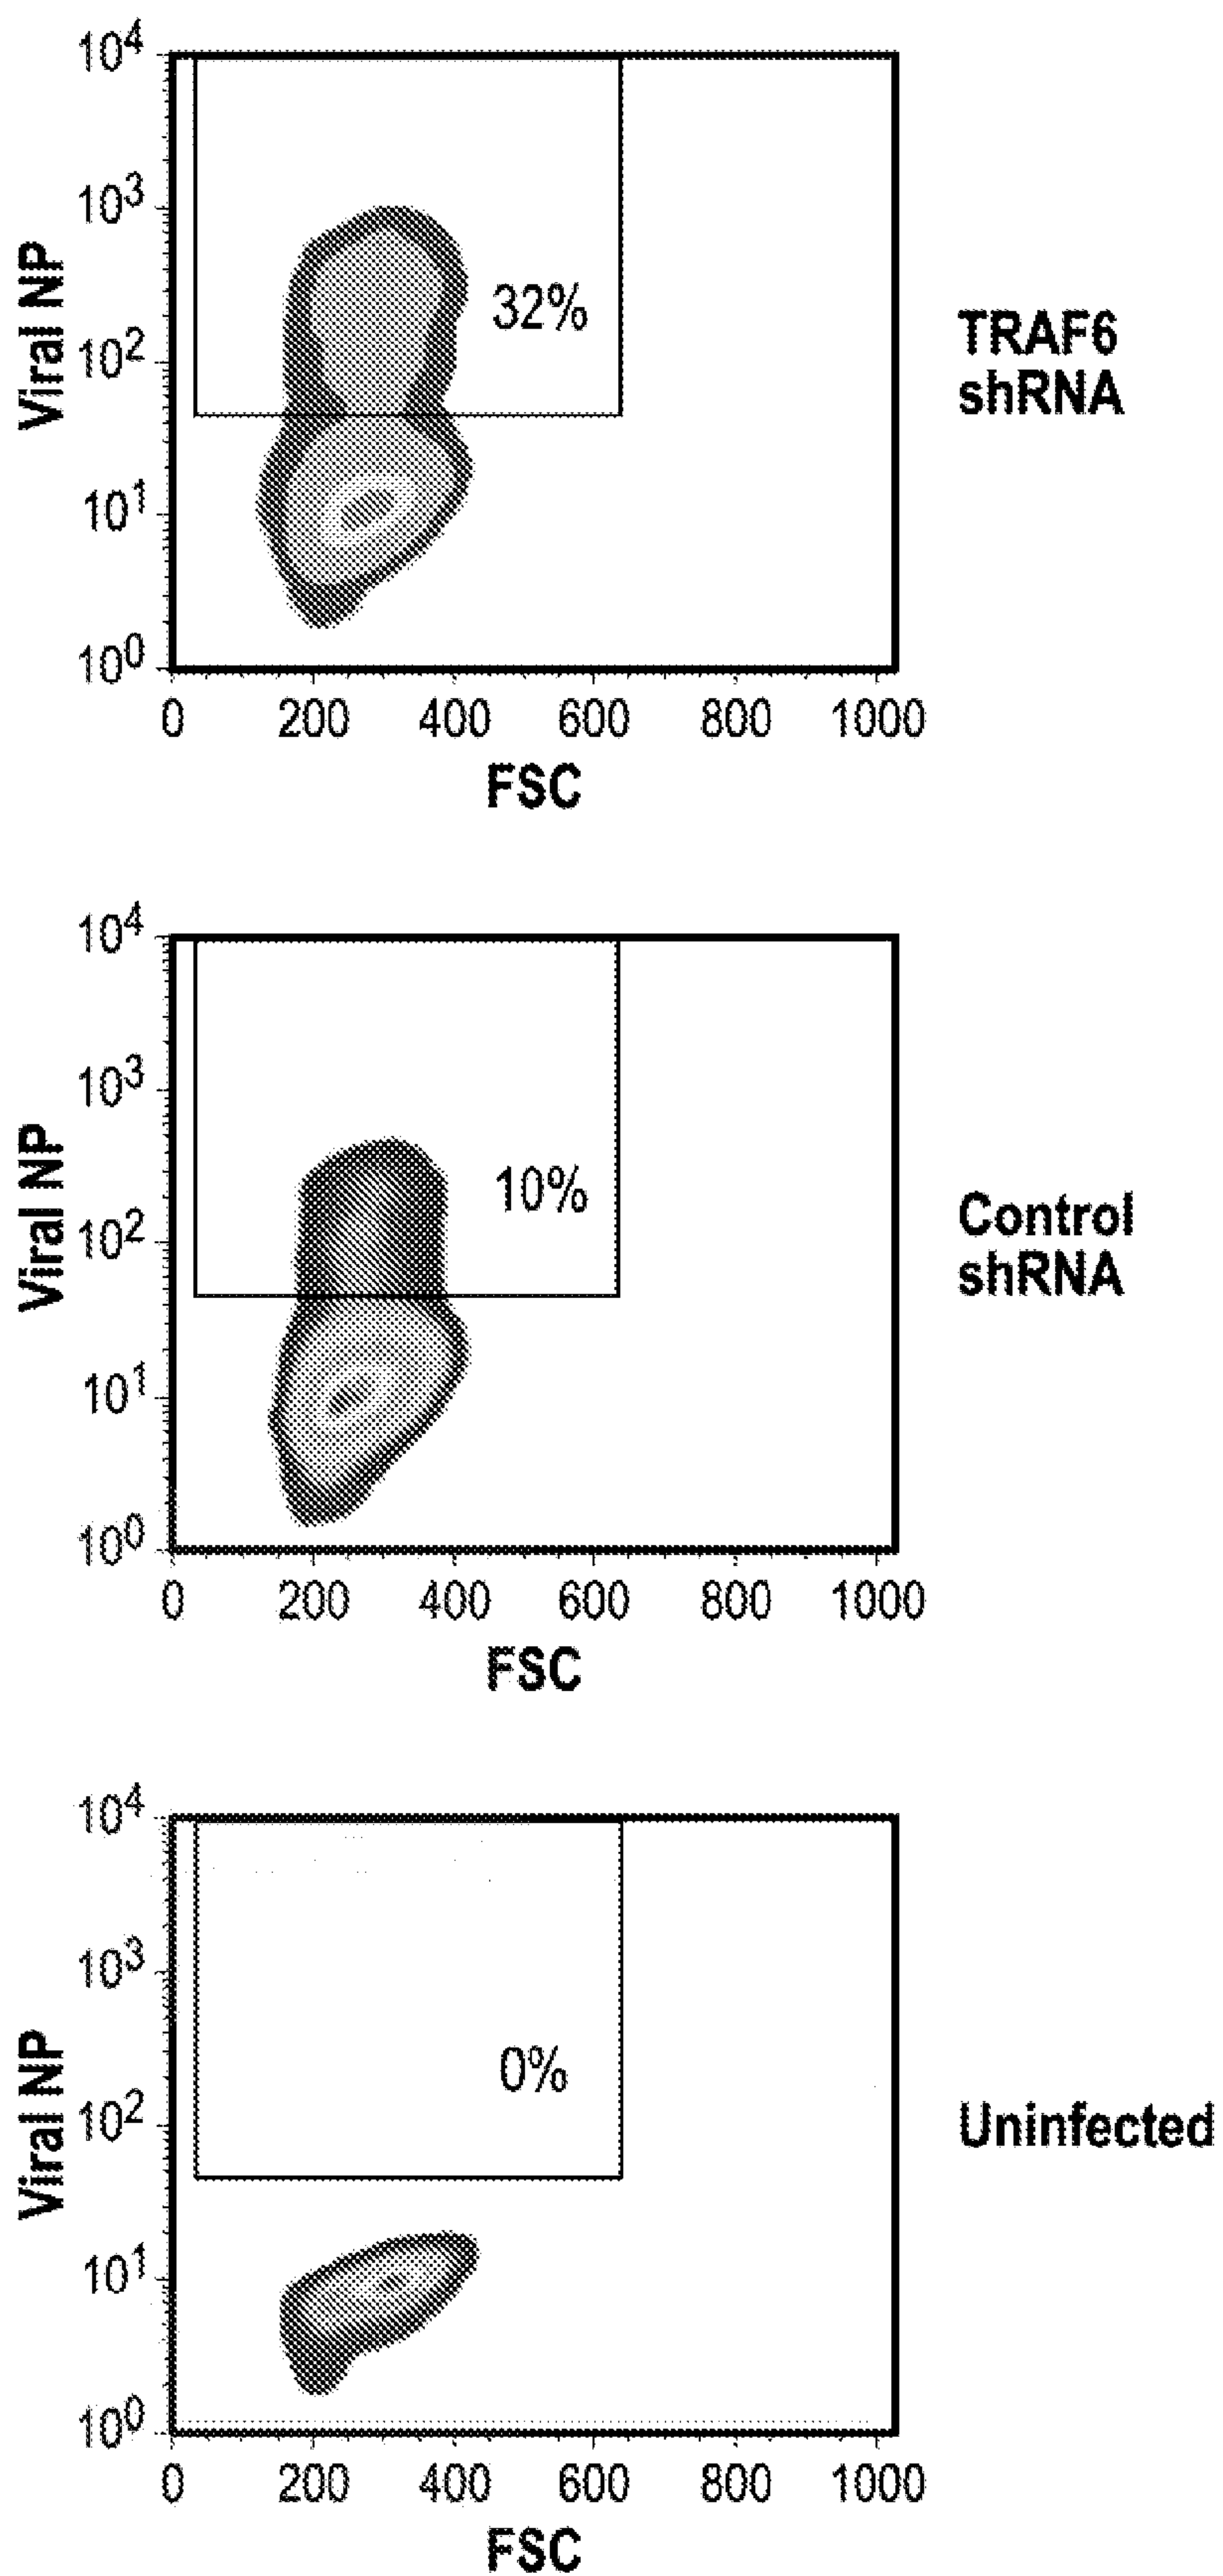 10⁴
10³
10²
10¹
10⁰
Viral NP
32%
TRAF6
shRNA
0 200 400 600 800 1000
FSC
10⁴
10³
10²
10¹
10⁰
Viral NP
10%
Control
shRNA
0 200 400 600 800 1000
FSC
10⁴
10³
10²
10¹
10⁰
Viral NP
0%
Uninfected
0 200 400 600 800 1000
FSC